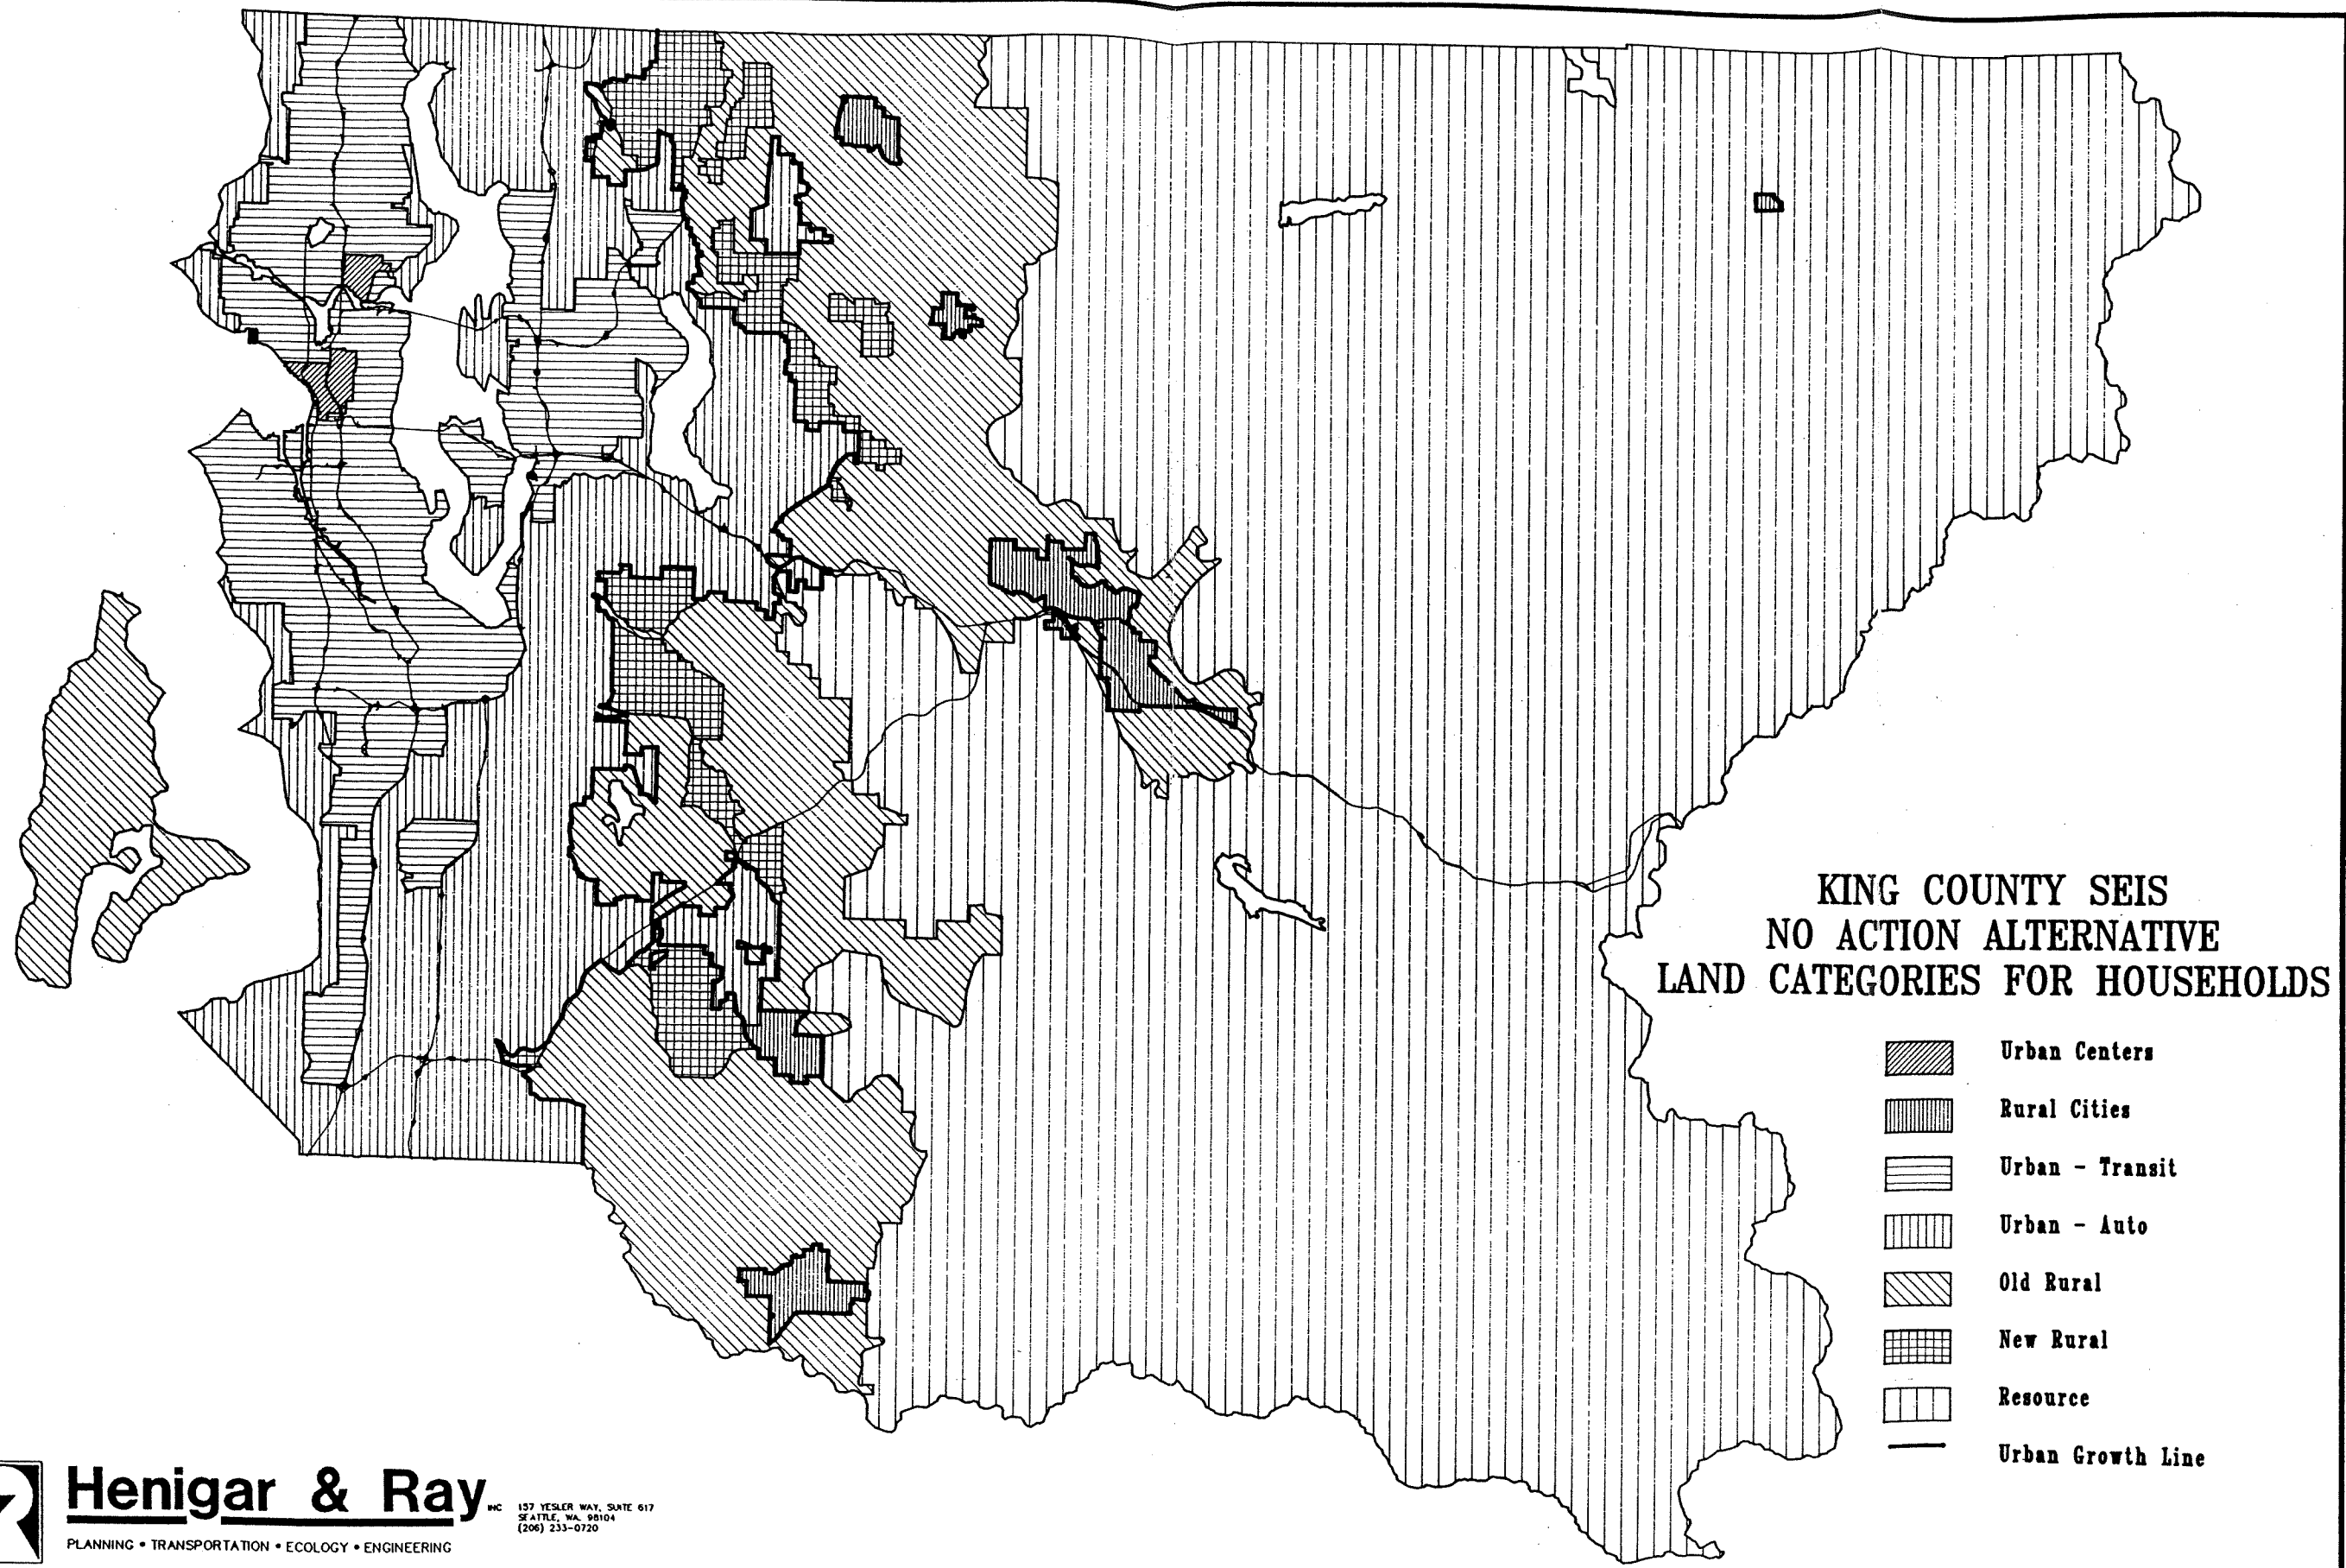 KING COUNTY SEIS
NO ACTION ALTERNATIVE
LAND CATEGORIES FOR HOUSEHOLDS
Urban Centers
Rural Cities
Urban - Transit
Urban - Auto
Old Rural
New Rural
Resource
Urban Growth Line
Henigar & Ray INC
157 YESLER WAY, SUITE 617
SEATTLE, WA. 98104
(206) 233-0720
PLANNING • TRANSPORTATION • ECOLOGY • ENGINEERING